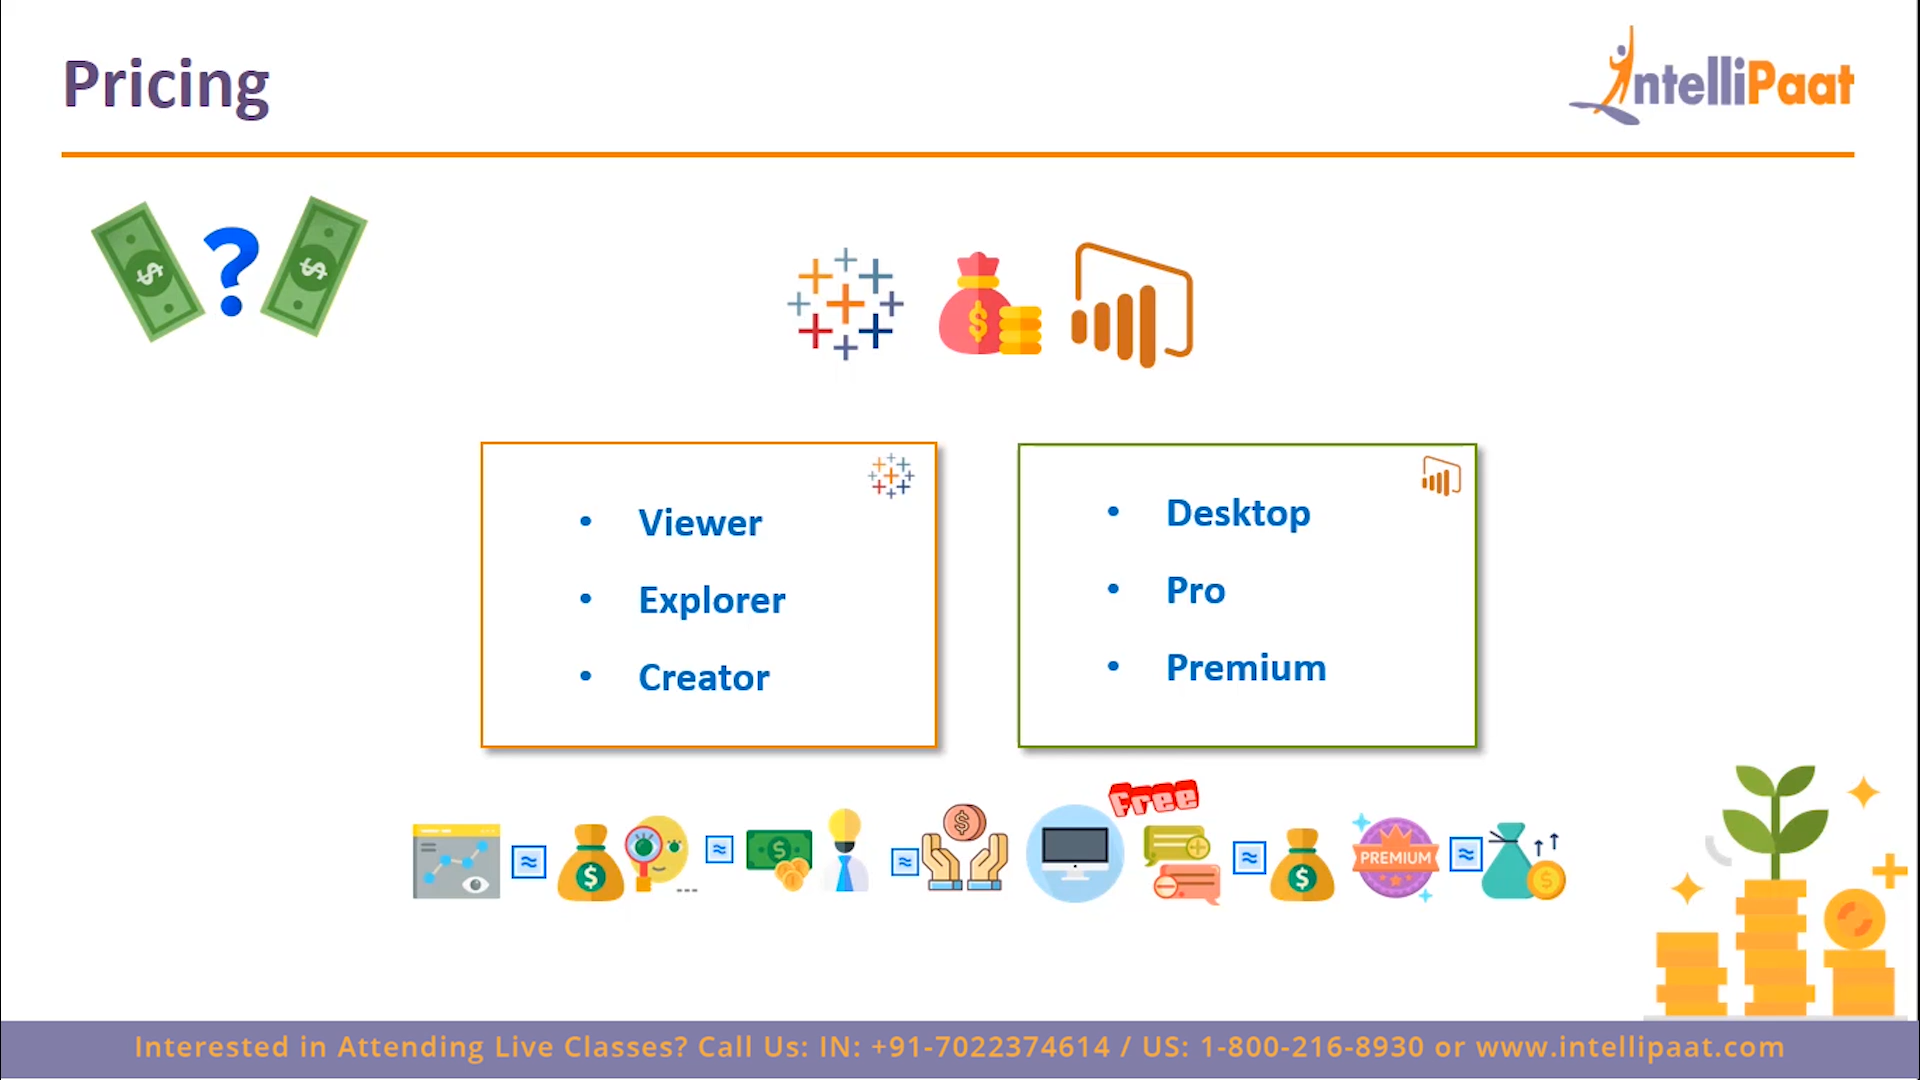 Pricing
IntelliPaat
• Viewer
• Explorer
• Creator
• Desktop
• Pro
• Premium
Free
PREMIUM
Interested in Attending Live Classes? Call Us: IN: +91-7022374614 / US: 1-800-216-8930 or www.intellipaat.com